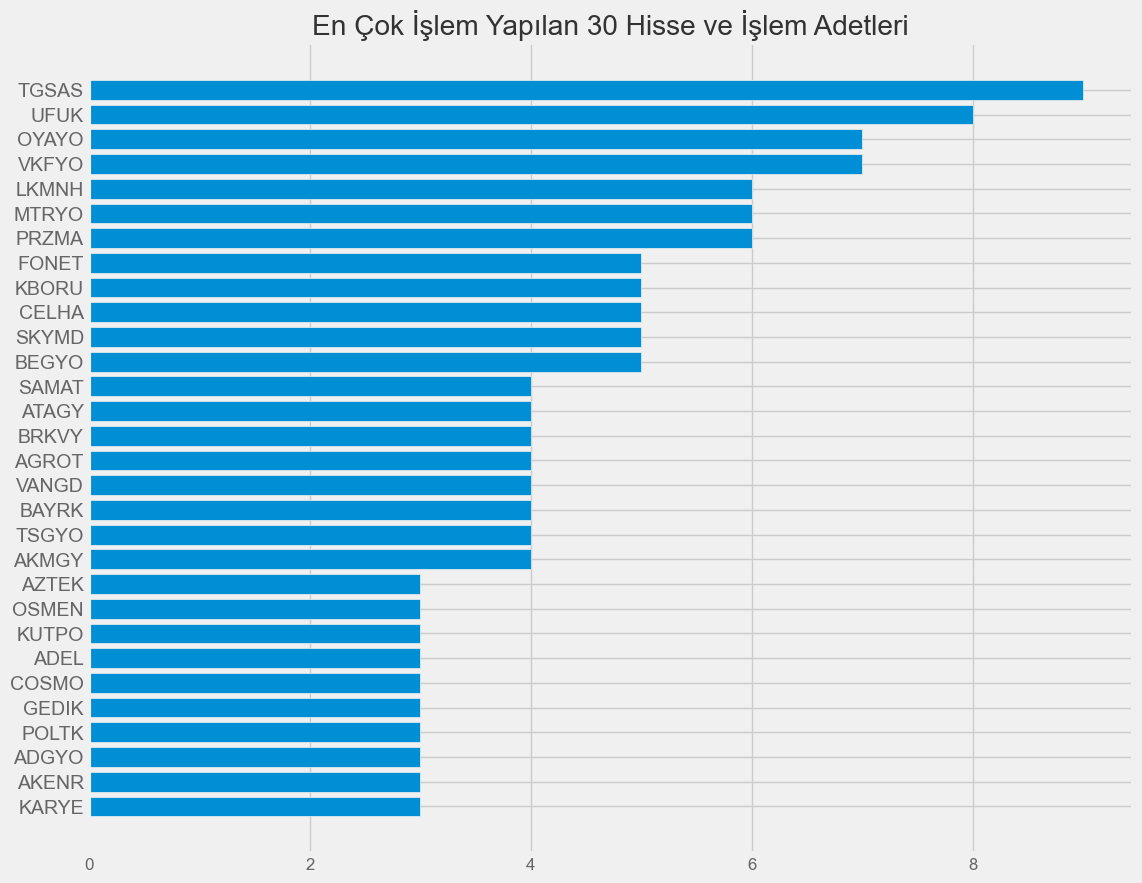 En Çok İşlem Yapılan 30 Hisse ve İşlem Adetleri
TGSAS
UFUK
OYAYO
VKFYO
LKMNH
MTRYO
PRZMA
FONET
KBORU
CELHA
SKYMD
BEGYO
SAMAT
ATAGY
BRKVY
AGROT
VANGD
BAYRK
TSGYO
AKMGY
AZTEK
OSMEN
KUTPO
ADEL
COSMO
GEDIK
POLTK
ADGYO
AKENR
KARYE
0 2 4 6 8